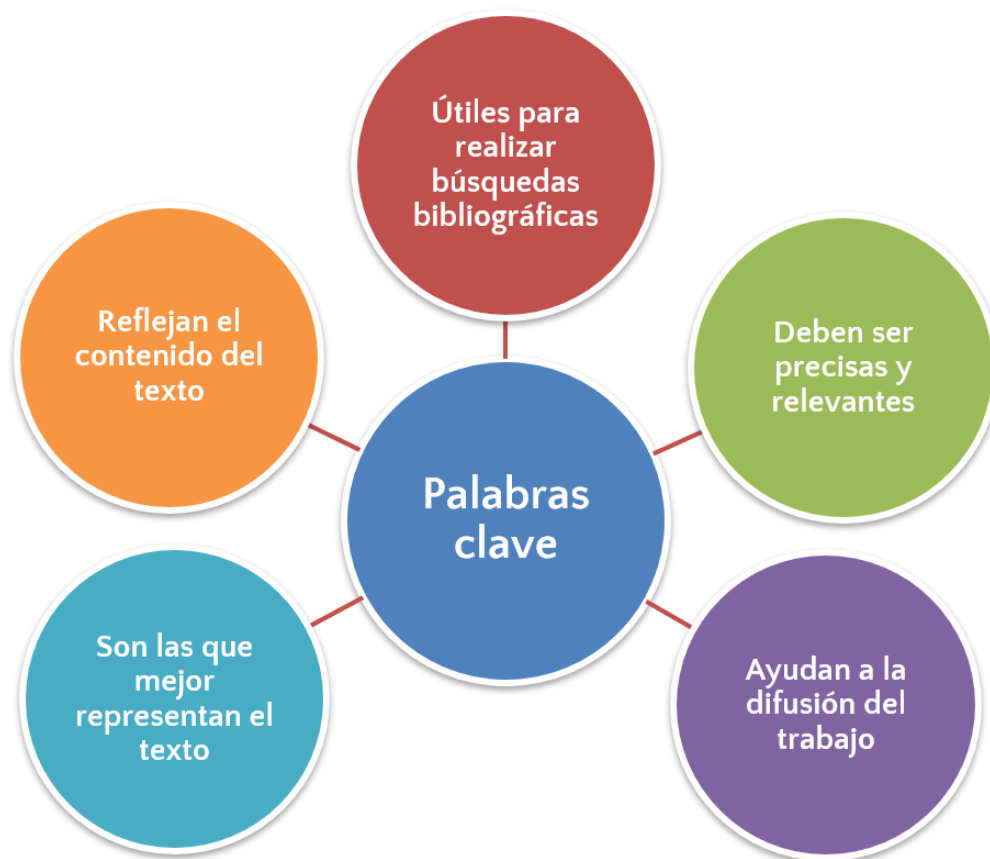 Útiles para
realizar
búsquedas
bibliográficas
Reflejan el
contenido del
texto
Deben ser
precisas y
relevantes
Palabras
clave
Son las que
mejor
representan el
texto
Ayudan a la
difusión del
trabajo